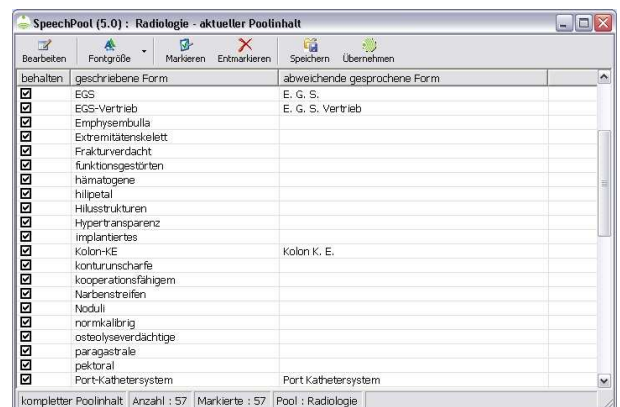 SpeechPool (5.0) : Radiologie - aktueller Poolinhalt
Bearbeiten Fontgröße Markieren Entmarkieren Speichern Übernehmen
behalten geschriebene Form abweichende gesprochene Form
EGS E. G. S.
EGS-Vertrieb E. G. S. Vertrieb
Emphysembulla
Extremitätenskelett
Frakturverdacht
funktionsgestörten
hämatogene
hilipetal
Hilusstrukturen
Hypertransparenz
implantiertes
Kolon-KE Kolon K. E.
konturunscharfe
kooperationsfähigem
Narbenstreifen
Noduli
normkalibrig
osteolyseverdächtige
paragastrale
pektoral
Port-Kathetersystem Port Kathetersystem
kompletter Poolinhalt Anzahl : 57 Markierte : 57 Pool : Radiologie